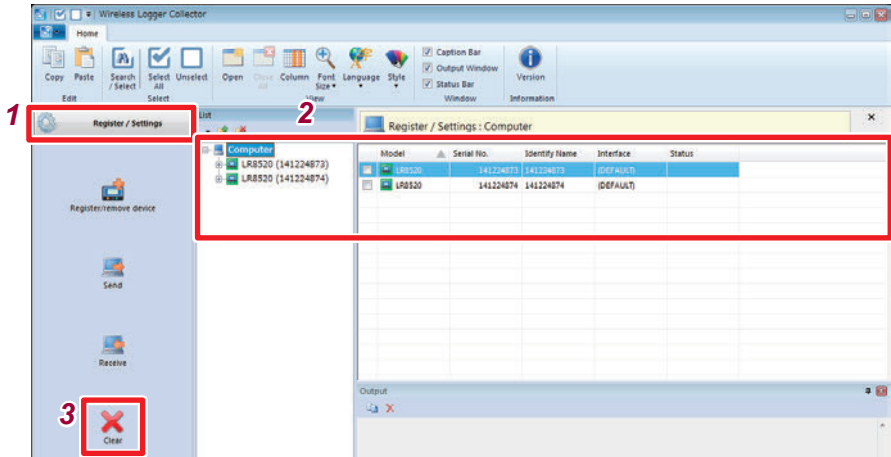 Wireless Logger Collector
Home
Copy Paste Search / Select Select All Unselect Open Close All Column Font Size Language Style
Caption Bar
Output Window
Status Bar
Version
Edit Select View Window Information
1 Register / Settings
List
2
Register / Settings : Computer
Computer
LR8520 (141224873)
LR8520 (141224874)
Model Serial No. Identify Name Interface Status
LR8520 141224873 141224873 (DEFAULT)
LR8520 141224874 141224874 (DEFAULT)
Register/remove device
Send
Receive
3 Clear
Output